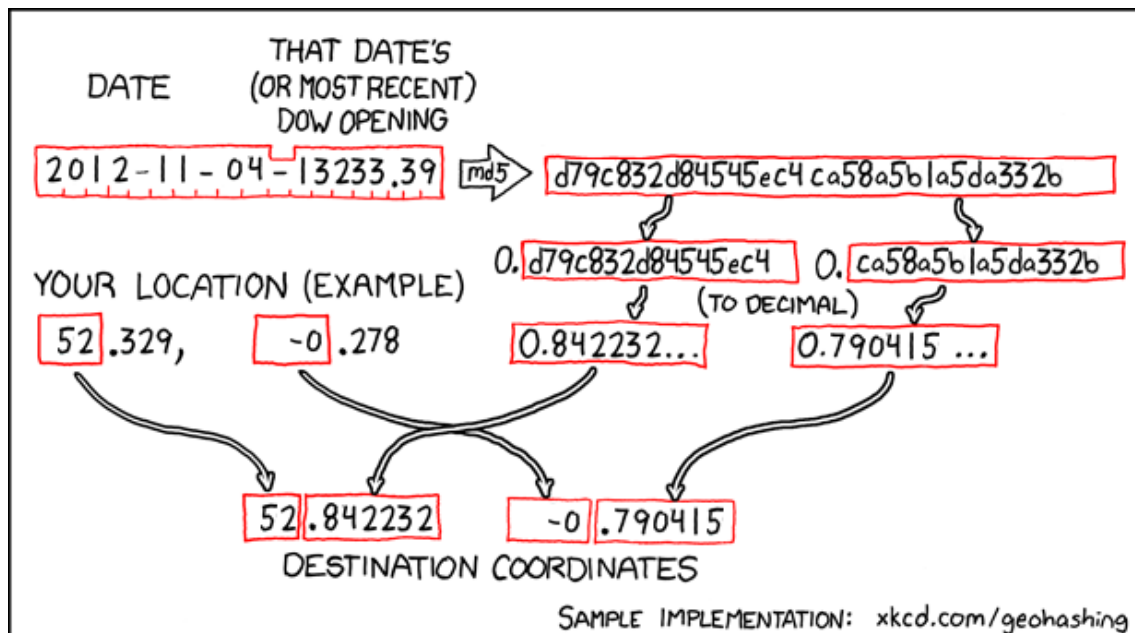 DATE
THAT DATE'S
(OR MOST RECENT)
DOW OPENING
2012-11-04-13233.39
md5
d79c832d84545ec4ca58a5b1a5da332b
0.d79c832d84545ec4
0.ca58a5b1a5da332b
YOUR LOCATION (EXAMPLE)
(TO DECIMAL)
52.329, -0.278
0.842232...
0.790415...
52.842232
-0.790415
DESTINATION COORDINATES
SAMPLE IMPLEMENTATION: xkcd.com/geohashing